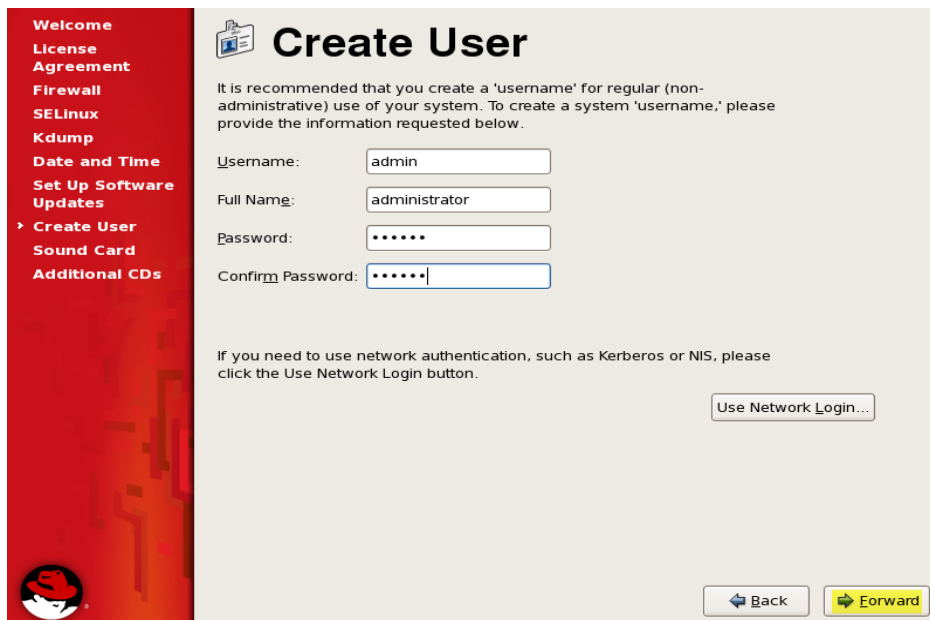 Welcome
License
Agreement
Firewall
SELinux
Kdump
Date and Time
Set Up Software
Updates
Create User
Sound Card
Additional CDs
Create User
It is recommended that you create a 'username' for regular (non-
administrative) use of your system. To create a system 'username,' please
provide the information requested below.
Username: admin
Full Name: administrator
Password: ••••••
Confirm Password: ••••••
If you need to use network authentication, such as Kerberos or NIS, please
click the Use Network Login button.
Use Network Login...
Back
Forward